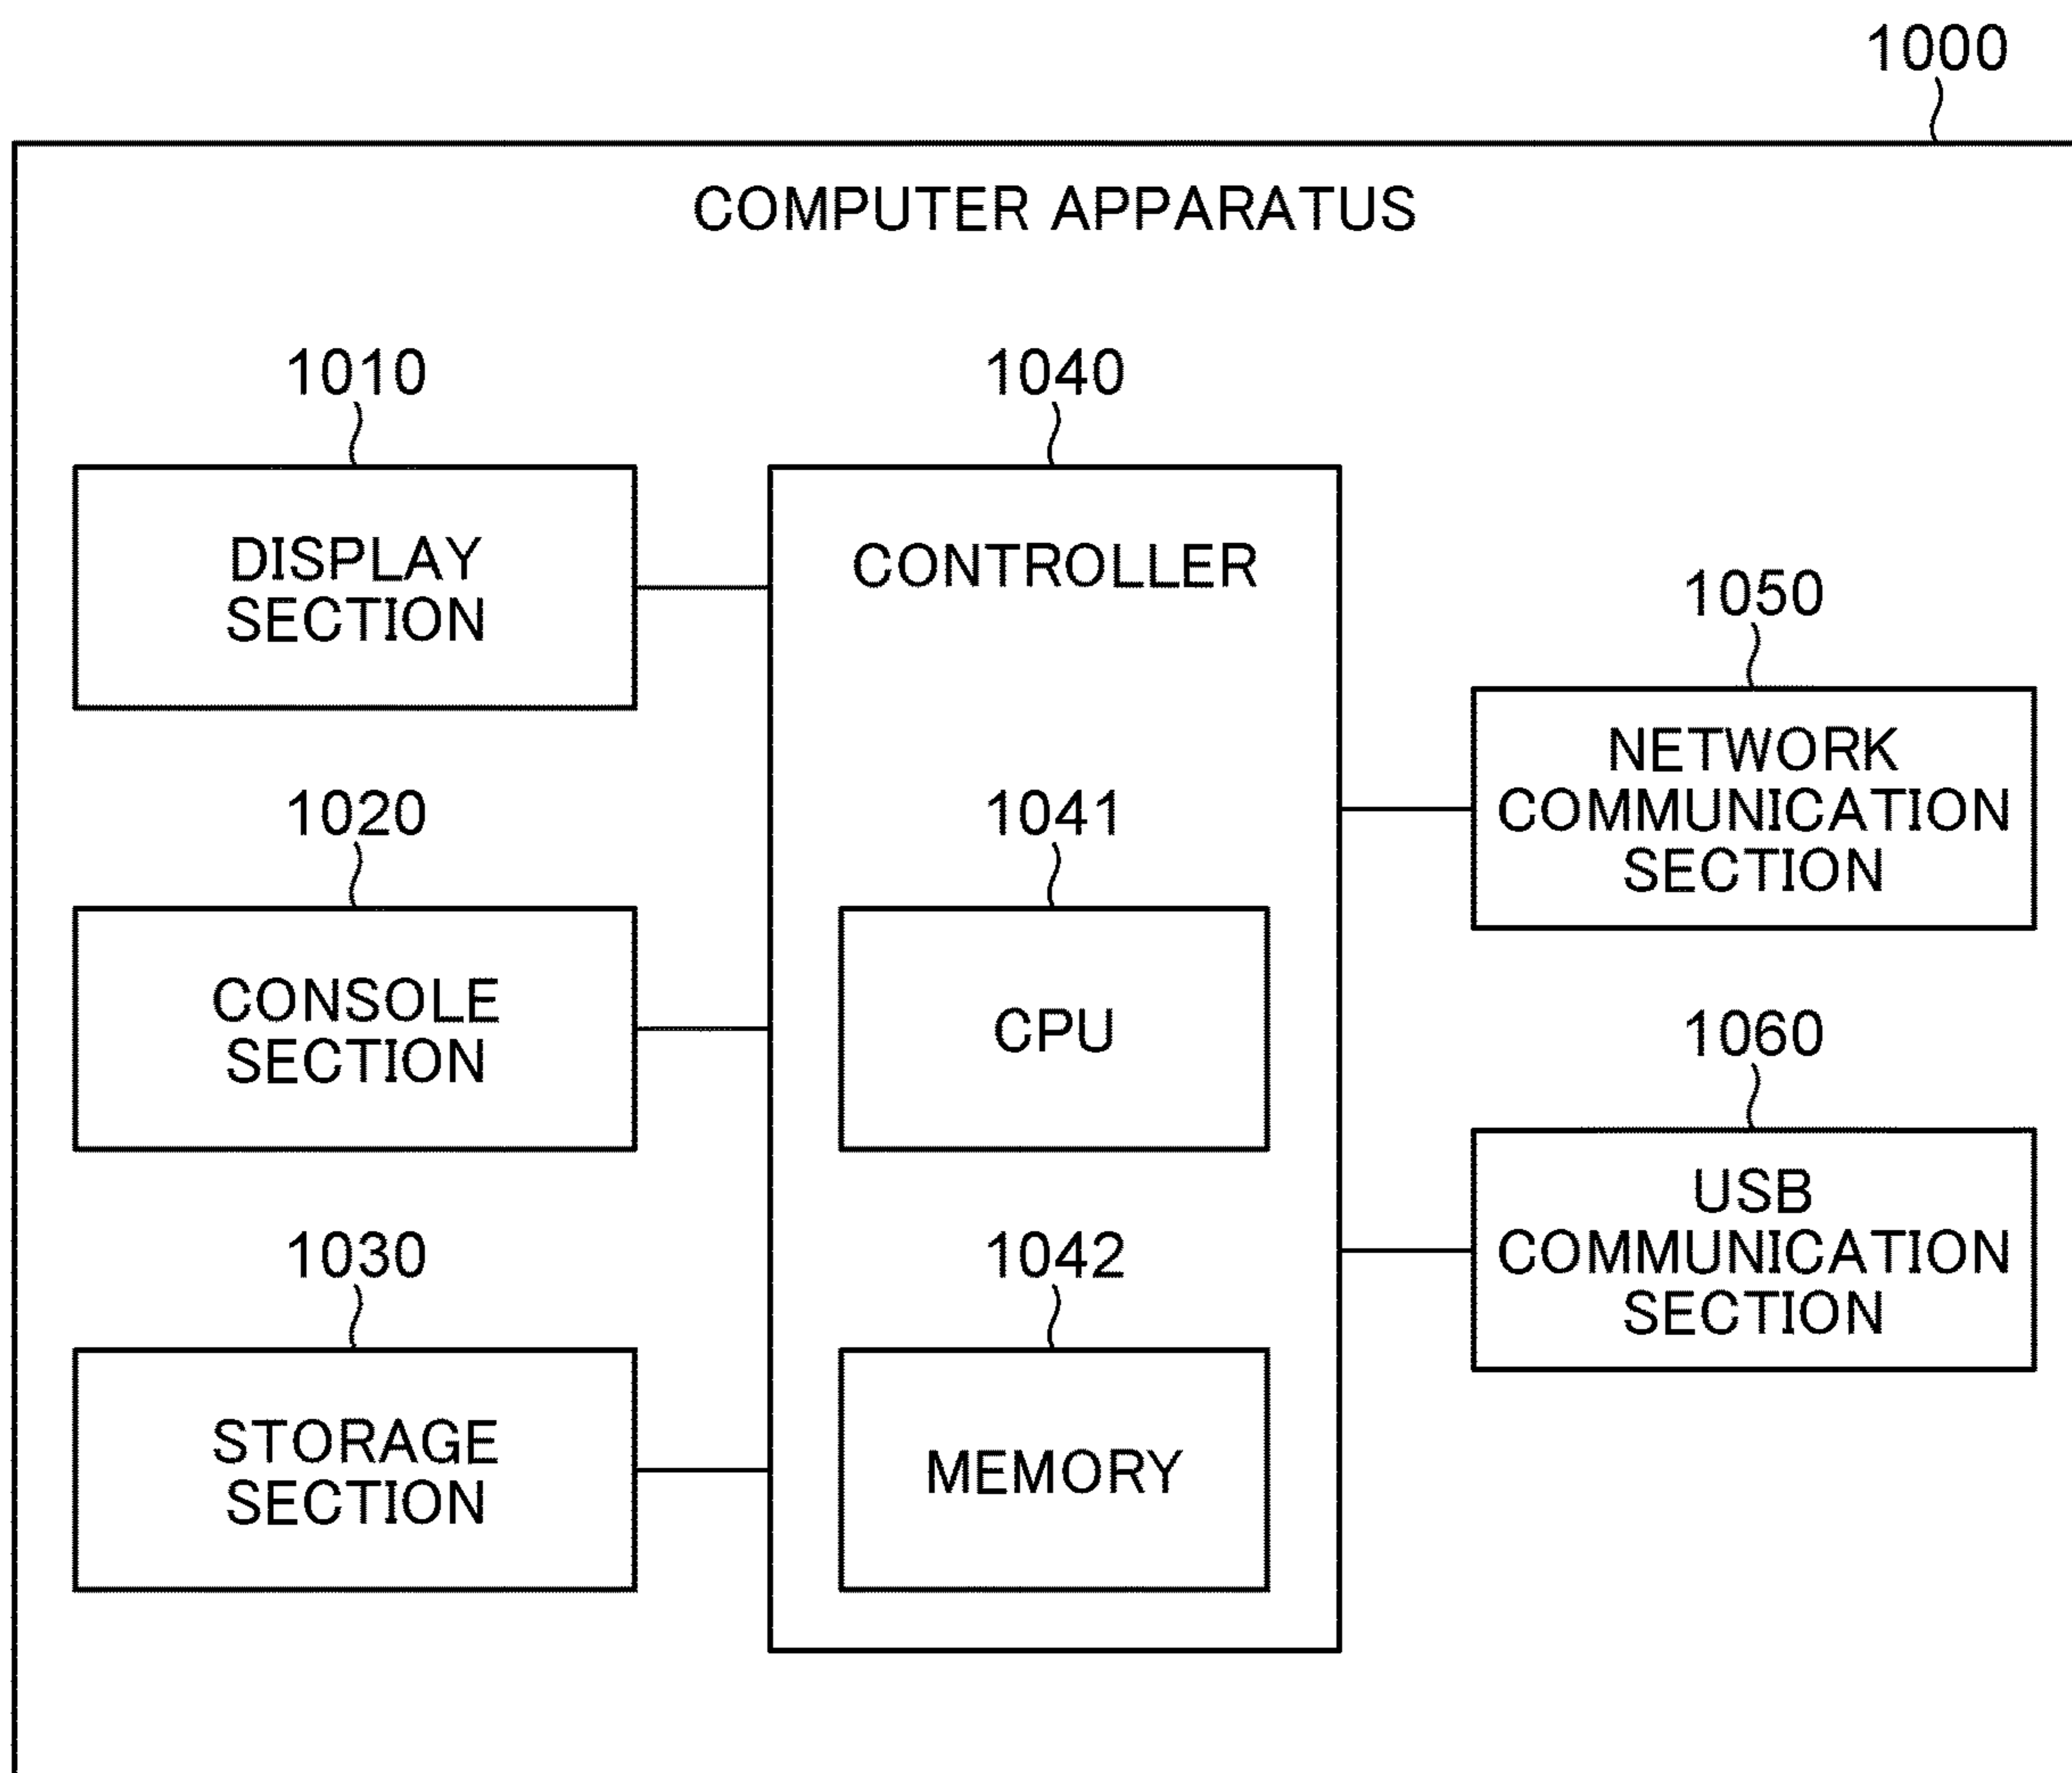 1000
COMPUTER APPARATUS
1010
DISPLAY
SECTION
1020
CONSOLE
SECTION
1030
STORAGE
SECTION
1040
CONTROLLER
1041
CPU
1042
MEMORY
1050
NETWORK
COMMUNICATION
SECTION
1060
USB
COMMUNICATION
SECTION